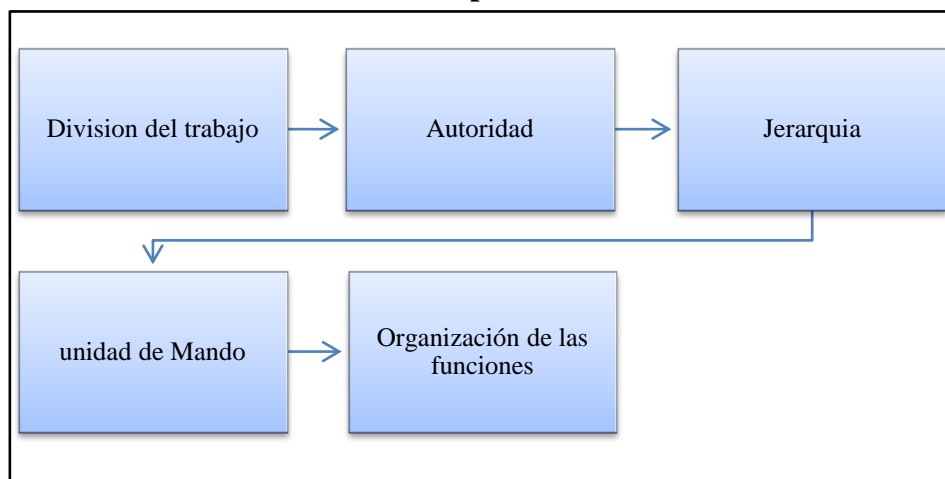 Division del trabajo
Autoridad
Jerarquia
unidad de Mando
Organización de las
funciones